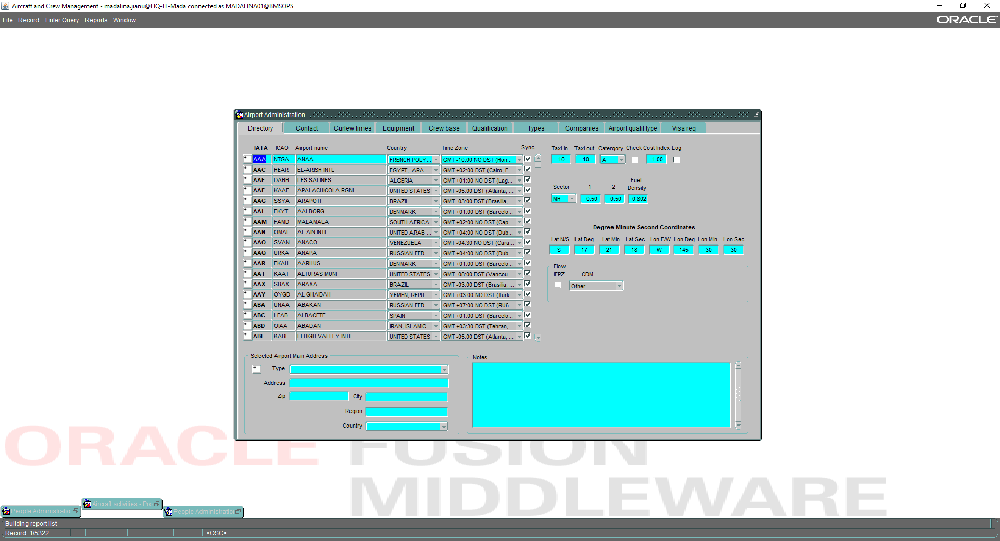 Aircraft and Crew Management - madalina.jianu@HQ-IT-Mada connected as MADALINA01@BMSOPS
File Record Enter Query Reports Window
ORACLE
Airport Administration
Directory Contact Curfew times Equipment Crew base Qualification Types Companies Airport qualif type Visa req
IATA ICAO Airport name Country Time Zone Sync
AAA NTGA ANAA FRENCH POLY... GMT -10:00 NO DST (Hon...
AAC HEAR EL-ARISH INTL EGYPT, ARA... GMT +02:00 DST (Cairo, E...
AAE DABB LES SALINES ALGERIA GMT +01:00 NO DST (Lag...
AAF KAAF APALACHICOLA RGNL UNITED STATES GMT -05:00 DST (Atlanta, ...
AAG SSYA ARAPOTI BRAZIL GMT -03:00 DST (Brasilia, ...
AAL EKYT AALBORG DENMARK GMT +01:00 DST (Barcelo...
AAM FAMD MALAMALA SOUTH AFRICA GMT +02:00 NO DST (Cap...
AAN OMAL AL AIN INTL UNITED ARAB ... GMT +04:00 NO DST (Dub...
AAO SVAN ANACO VENEZUELA GMT -04:30 NO DST (Cara...
AAQ URKA ANAPA RUSSIAN FED... GMT +04:00 NO DST (Dub...
AAR EKAH AARHUS DENMARK GMT +01:00 DST (Barcelo...
AAT KAAT ALTURAS MUNI UNITED STATES GMT -08:00 DST (Vancou...
AAX SBAX ARAXA BRAZIL GMT -03:00 DST (Brasilia, ...
AAY OYGD AL GHAIDAH YEMEN, REPU... GMT +03:00 NO DST (Turk...
ABA UNAA ABAKAN RUSSIAN FED... GMT +07:00 NO DST (RU6...
ABC LEAB ALBACETE SPAIN GMT +01:00 DST (Barcelo...
ABD OIAA ABADAN IRAN, ISLAMIC... GMT +03:30 DST (Tehran, ...
ABE KABE LEHIGH VALLEY INTL UNITED STATES GMT -05:00 DST (Atlanta, ...
Taxi in Taxi out Catergory Check Cost Index Log
10 10 A 1.00
Sector 1 2 Fuel Density
MH 0.50 0.50 0.802
Degree Minute Second Coordinates
Lat N/S Lat Deg Lat Min Lat Sec Lon E/W Lon Deg Lon Min Lon Sec
S 17 21 18 W 145 30 30
Flow
IFPZ CDM
Other
Selected Airport Main Address
Type
Address
Zip City
Region
Country
Notes
ORACLE FUSION
MIDDLEWARE
People Administration Aircraft activities - Pro People Administration
Building report list
Record: 1/5322 ... <OSC>